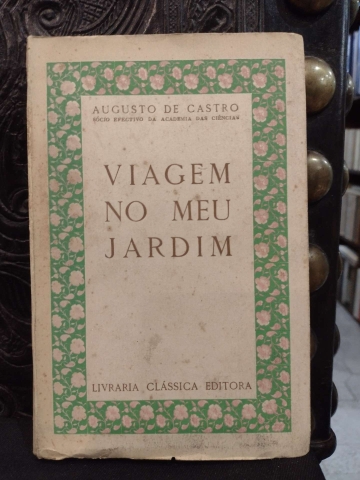 AUGUSTO DE CASTRO
SÓCIO EFECTIVO DA ACADEMIA DAS CIÊNCIAS
VIAGEM
NO MEU
JARDIM
LIVRARIA CLÁSSICA EDITORA